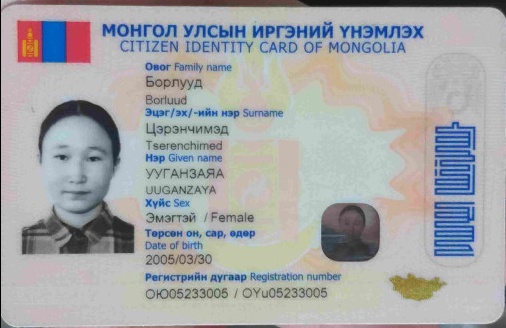 МОНГОЛ УЛСЫН ИРГЭНИЙ ҮНЭМЛЭХ
CITIZEN IDENTITY CARD OF MONGOLIA
Овог Family name
Борлууд
Borluud
Эцэг/эх/-ийн нэр Surname
Цэрэнчимэд
Tserenchimed
Нэр Given name
УУГАНЗАЯА
UUGANZAYA
Хүйс Sex
Эмэгтэй / Female
Төрсөн он, сар, өдөр
Date of birth
2005/03/30
Регистрийн дугаар Registration number
ОЮ05233005 / OYu05233005